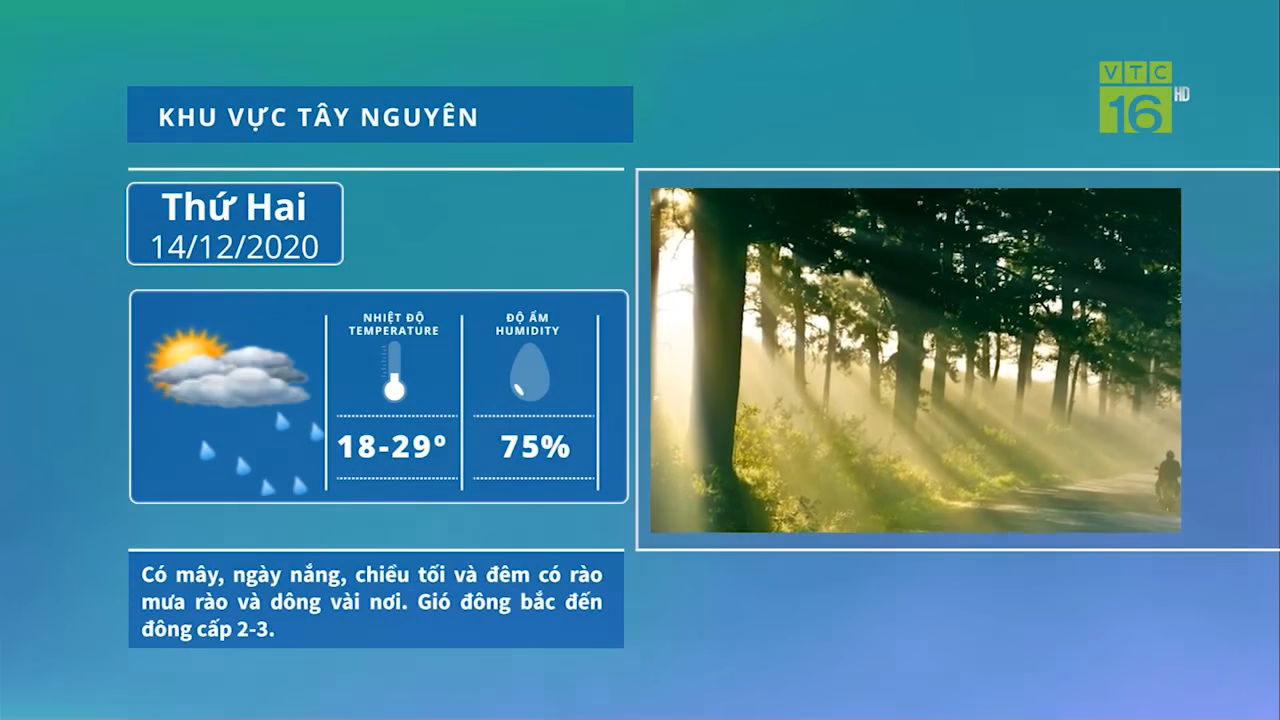 VTC
16 HD
KHU VỰC TÂY NGUYÊN
Thứ Hai
14/12/2020
NHIỆT ĐỘ
TEMPERATURE
18-29°
ĐỘ ẨM
HUMIDITY
75%
Có mây, ngày nắng, chiều tối và đêm có rào
mưa rào và dông vài nơi. Gió đông bắc đến
đông cấp 2-3.